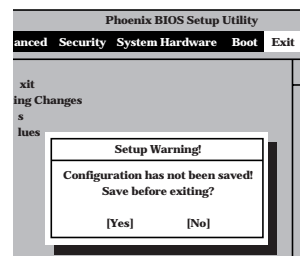 Phoenix BIOS Setup Utility
anced Security System Hardware Boot Exit
xit
ing Changes
s
lues
Setup Warning!
Configuration has not been saved!
Save before exiting?
[Yes] [No]